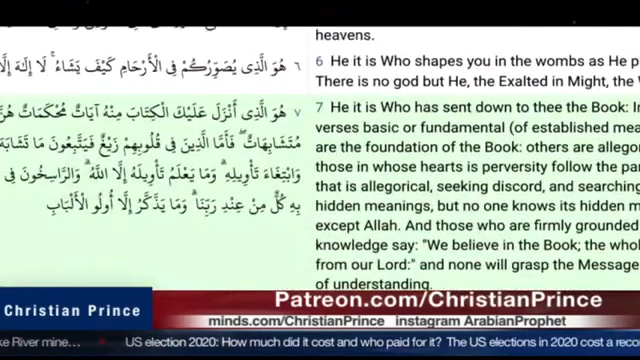 heavens.
٦ هُوَ الَّذِي يُصَوِّرُكُمْ فِي الْأَرْحَامِ كَيْفَ يَشَاءُ ۚ لَا إِلَٰهَ
6 He it is Who shapes you in the wombs as He
There is no god but He, the Exalted in Might, the
٧ هُوَ الَّذِي أَنْزَلَ عَلَيْكَ الْكِتَابَ مِنْهُ آيَاتٌ مُحْكَمَاتٌ
مُتَشَابِهَاتٌ ۖ فَأَمَّا الَّذِينَ فِي قُلُوبِهِمْ زَيْغٌ فَيَتَّبِعُونَ مَا تَشَابَهَ
وَابْتِغَاءَ تَأْوِيلِهِ ۗ وَمَا يَعْلَمُ تَأْوِيلَهُ إِلَّا اللَّهُ ۗ وَالرَّاسِخُونَ فِي
بِهِ كُلٌّ مِنْ عِنْدِ رَبِّنَا ۗ وَمَا يَذَّكَّرُ إِلَّا أُولُو الْأَلْبَابِ
7 He it is Who has sent down to thee the Book:
verses basic or fundamental (of established
are the foundation of the Book: others are
those in whose hearts is perversity follow the
that is allegorical, seeking discord, and searching
hidden meanings, but no one knows its hidden
except Allah. And those who are firmly grounded
knowledge say: "We believe in the Book; the
from our Lord:" and none will grasp the Message
of understanding.
Christian Prince
Patreon.com/ChristianPrince
minds.com/ChristianPrince instagram ArabianProphet
River mine... US election 2020: How much did it cost and who paid for it? The US elections in 2020 cost a